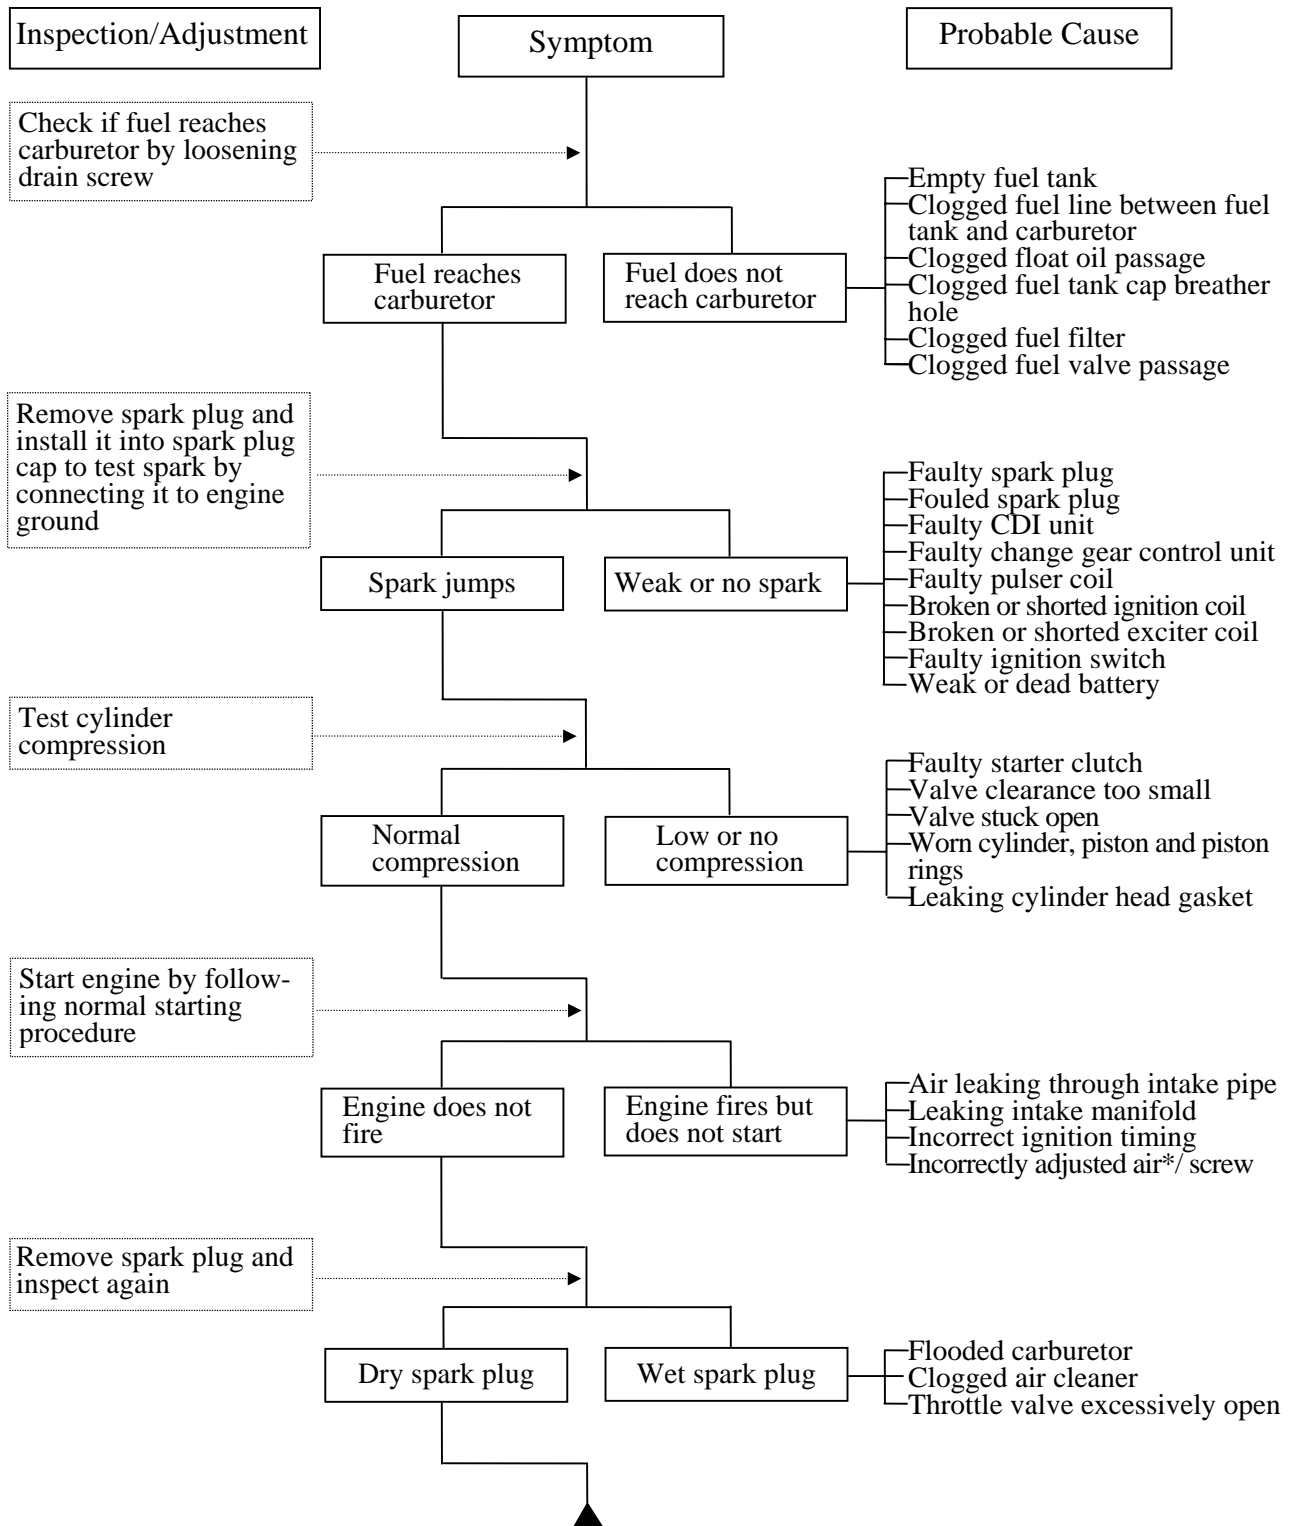 Inspection/Adjustment
Symptom
Probable Cause
Check if fuel reaches
carburetor by loosening
drain screw
Fuel reaches
carburetor
Fuel does not
reach carburetor
Empty fuel tank
Clogged fuel line between fuel
tank and carburetor
Clogged float oil passage
Clogged fuel tank cap breather
hole
Clogged fuel filter
Clogged fuel valve passage
Remove spark plug and
install it into spark plug
cap to test spark by
connecting it to engine
ground
Spark jumps
Weak or no spark
Faulty spark plug
Fouled spark plug
Faulty CDI unit
Faulty change gear control unit
Faulty pulser coil
Broken or shorted ignition coil
Broken or shorted exciter coil
Faulty ignition switch
Weak or dead battery
Test cylinder
compression
Normal
compression
Low or no
compression
Faulty starter clutch
Valve clearance too small
Valve stuck open
Worn cylinder, piston and piston
rings
Leaking cylinder head gasket
Start engine by follow-
ing normal starting
procedure
Engine does not
fire
Engine fires but
does not start
Air leaking through intake pipe
Leaking intake manifold
Incorrect ignition timing
Incorrectly adjusted air*/ screw
Remove spark plug and
inspect again
Dry spark plug
Wet spark plug
Flooded carburetor
Clogged air cleaner
Throttle valve excessively open